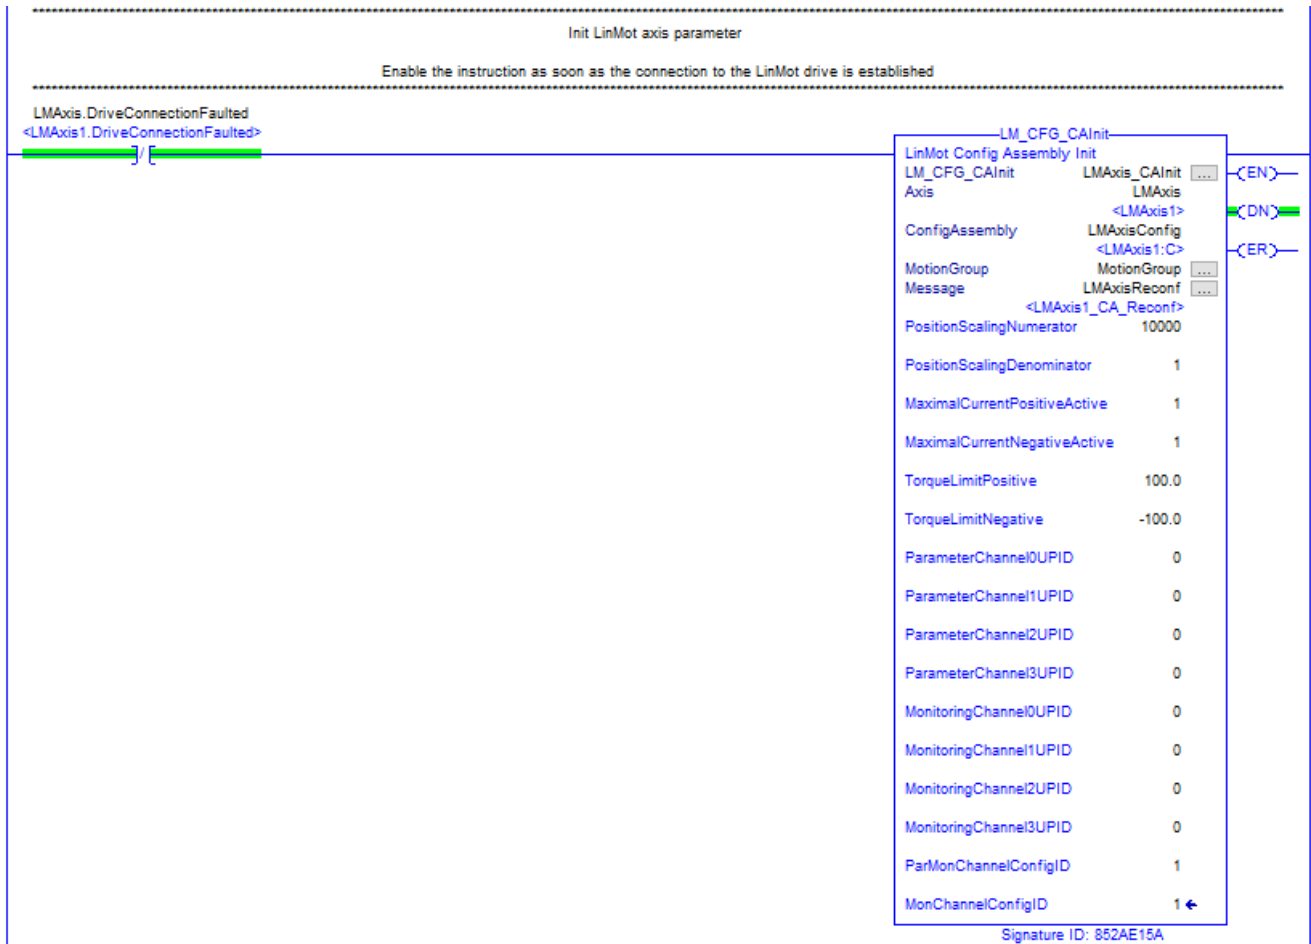 ****************************************************************************************************
Init LinMot axis parameter
Enable the instruction as soon as the connection to the LinMot drive is established
****************************************************************************************************
LMAxis.DriveConnectionFaulted
<LMAxis1.DriveConnectionFaulted>
/
LM_CFG_CAInit
LinMot Config Assembly Init
LM_CFG_CAInit LMAxis_CAInit ...
Axis LMAxis
<LMAxis1>
ConfigAssembly LMAxisConfig
<LMAxis1:C>
MotionGroup MotionGroup ...
Message LMAxisReconf ...
<LMAxis1_CA_Reconf>
PositionScalingNumerator 10000
PositionScalingDenominator 1
MaximalCurrentPositiveActive 1
MaximalCurrentNegativeActive 1
TorqueLimitPositive 100.0
TorqueLimitNegative -100.0
ParameterChannel0UPID 0
ParameterChannel1UPID 0
ParameterChannel2UPID 0
ParameterChannel3UPID 0
MonitoringChannel0UPID 0
MonitoringChannel1UPID 0
MonitoringChannel2UPID 0
MonitoringChannel3UPID 0
ParMonChannelConfigID 1
MonChannelConfigID 1
EN
DN
ER
Signature ID: 852AE15A